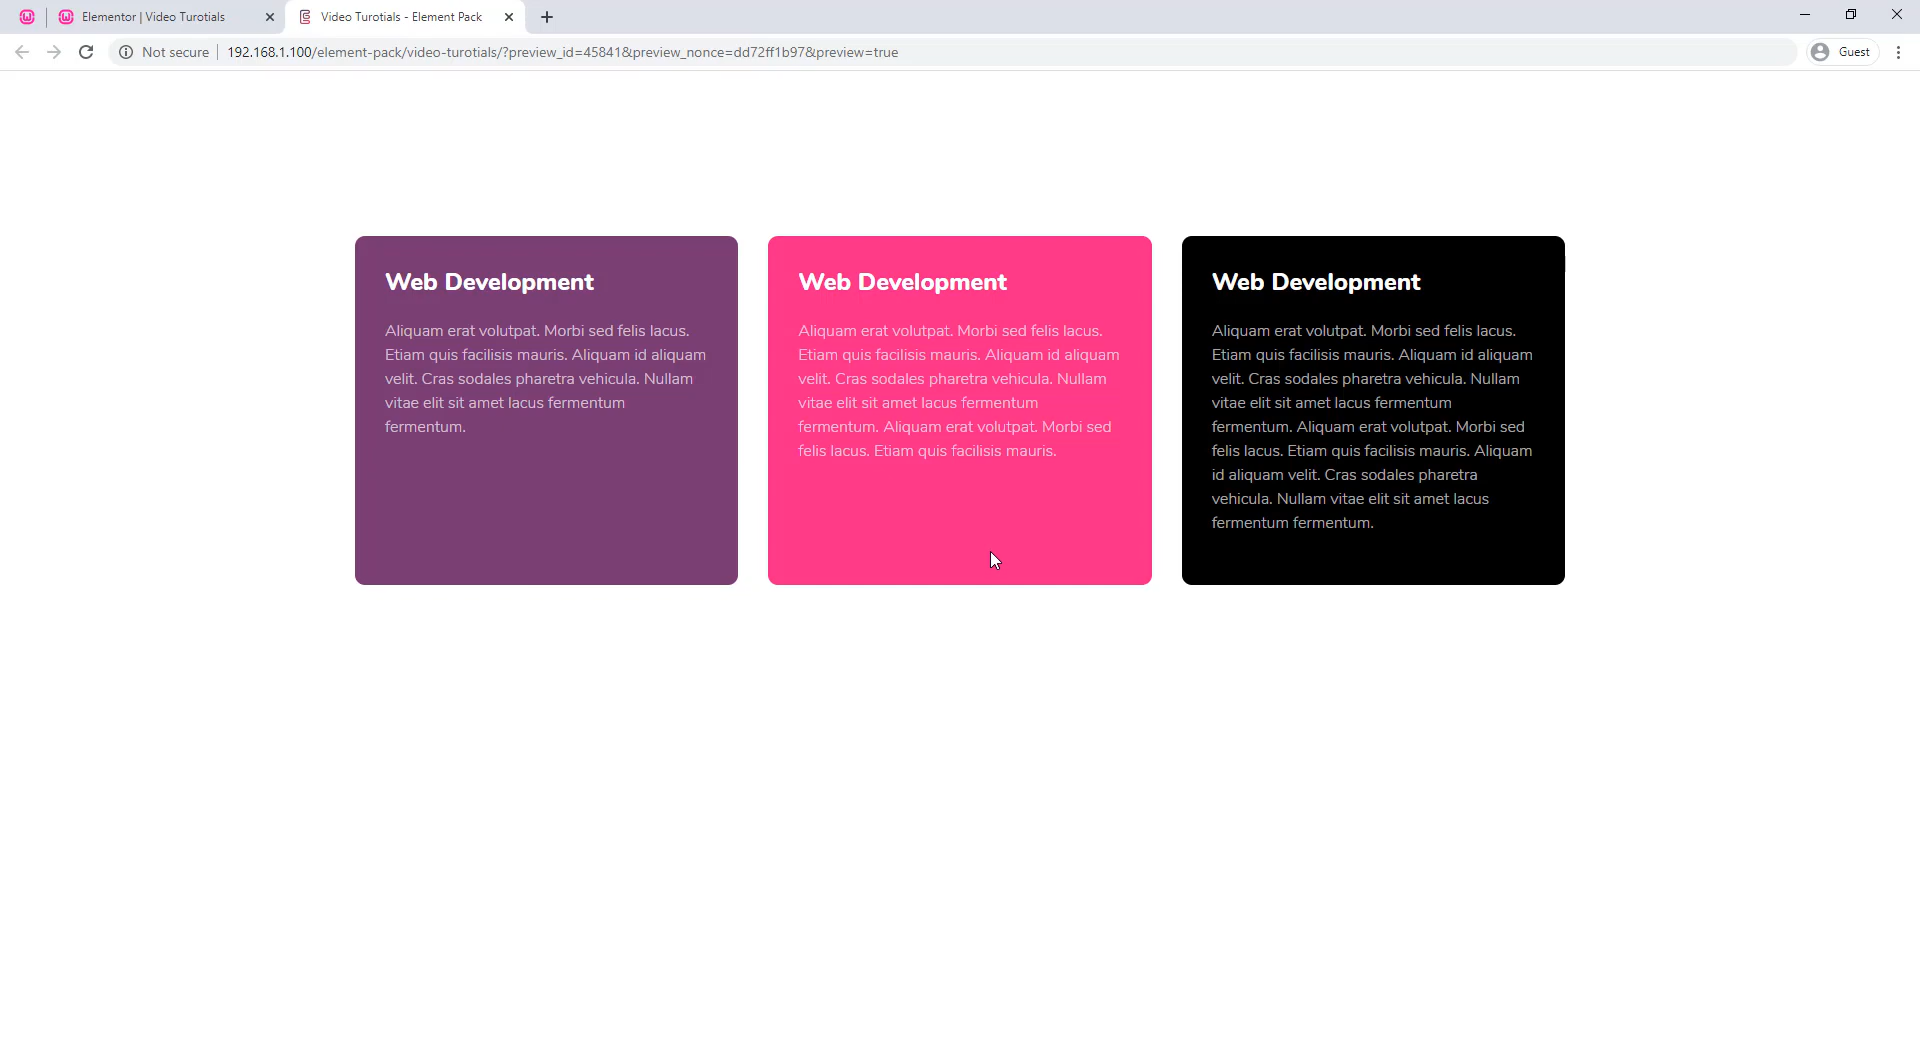 Elementor | Video Turotials
Video Turotials - Element Pack
Not secure
192.168.1.100/element-pack/video-turotials/?preview_id=45841&preview_nonce=dd72ff1b97&preview=true
Guest
Web Development
Aliquam erat volutpat. Morbi sed felis lacus.
Etiam quis facilisis mauris. Aliquam id aliquam
velit. Cras sodales pharetra vehicula. Nullam
vitae elit sit amet lacus fermentum
fermentum.
Web Development
Aliquam erat volutpat. Morbi sed felis lacus.
Etiam quis facilisis mauris. Aliquam id aliquam
velit. Cras sodales pharetra vehicula. Nullam
vitae elit sit amet lacus fermentum
fermentum. Aliquam erat volutpat. Morbi sed
felis lacus. Etiam quis facilisis mauris.
Web Development
Aliquam erat volutpat. Morbi sed felis lacus.
Etiam quis facilisis mauris. Aliquam id aliquam
velit. Cras sodales pharetra vehicula. Nullam
vitae elit sit amet lacus fermentum
fermentum. Aliquam erat volutpat. Morbi sed
felis lacus. Etiam quis facilisis mauris. Aliquam
id aliquam velit. Cras sodales pharetra
vehicula. Nullam vitae elit sit amet lacus
fermentum fermentum.